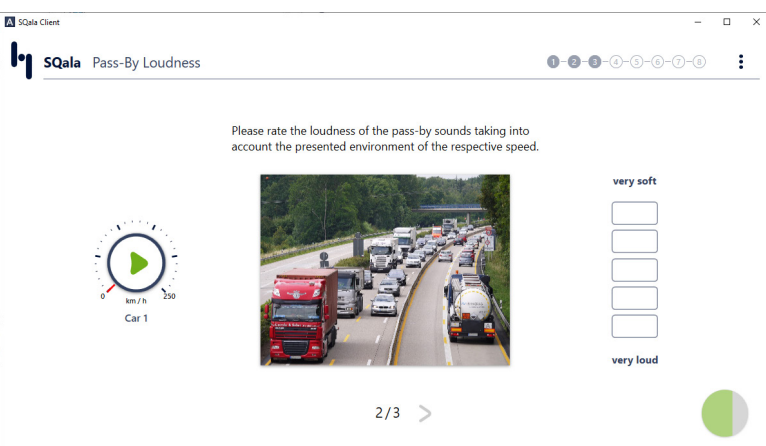 SQala Client
SQala Pass-By Loudness
1 2 3 4 5 6 7 8
Please rate the loudness of the pass-by sounds taking into
account the presented environment of the respective speed.
very soft
0 km / h 250
Car 1
very loud
2/3